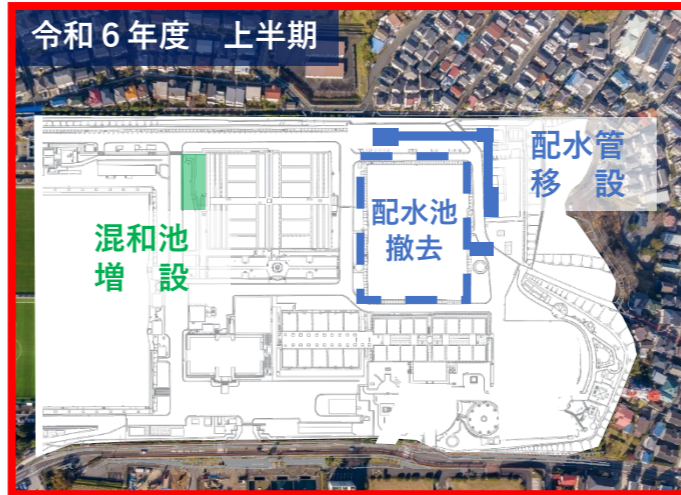 令和６年度　上半期
配水管
移　設
配水池
撤去
混和池
増　設